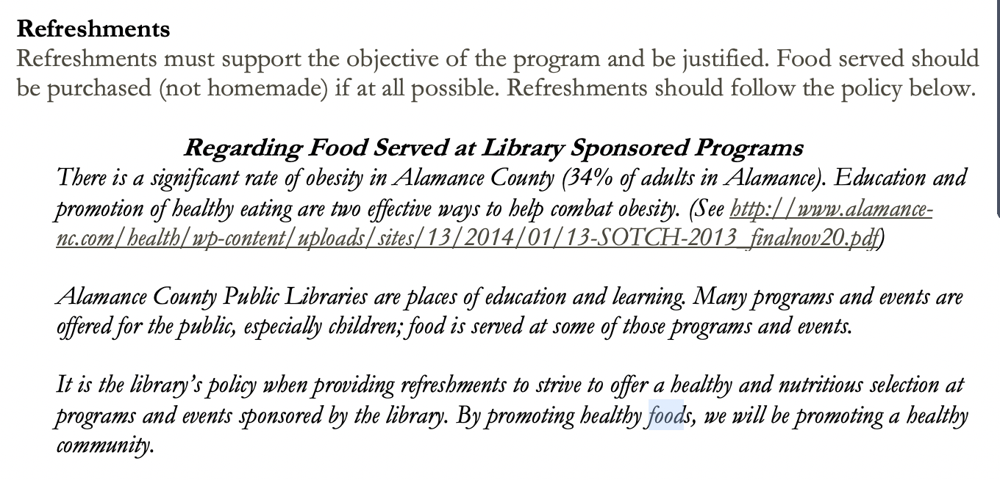 Refreshments
Refreshments must support the objective of the program and be justified. Food served should
be purchased (not homemade) if at all possible. Refreshments should follow the policy below.
Regarding Food Served at Library Sponsored Programs
There is a significant rate of obesity in Alamance County (34% of adults in Alamance). Education and
promotion of healthy eating are two effective ways to help combat obesity. (See http://www.alamance-
nc.com/health/wp-content/uploads/sites/13/2014/01/13-SOTCH-2013_finalnov20.pdf)
Alamance County Public Libraries are places of education and learning. Many programs and events are
offered for the public, especially children; food is served at some of those programs and events.
It is the library's policy when providing refreshments to strive to offer a healthy and nutritious selection at
programs and events sponsored by the library. By promoting healthy foods, we will be promoting a healthy
community.